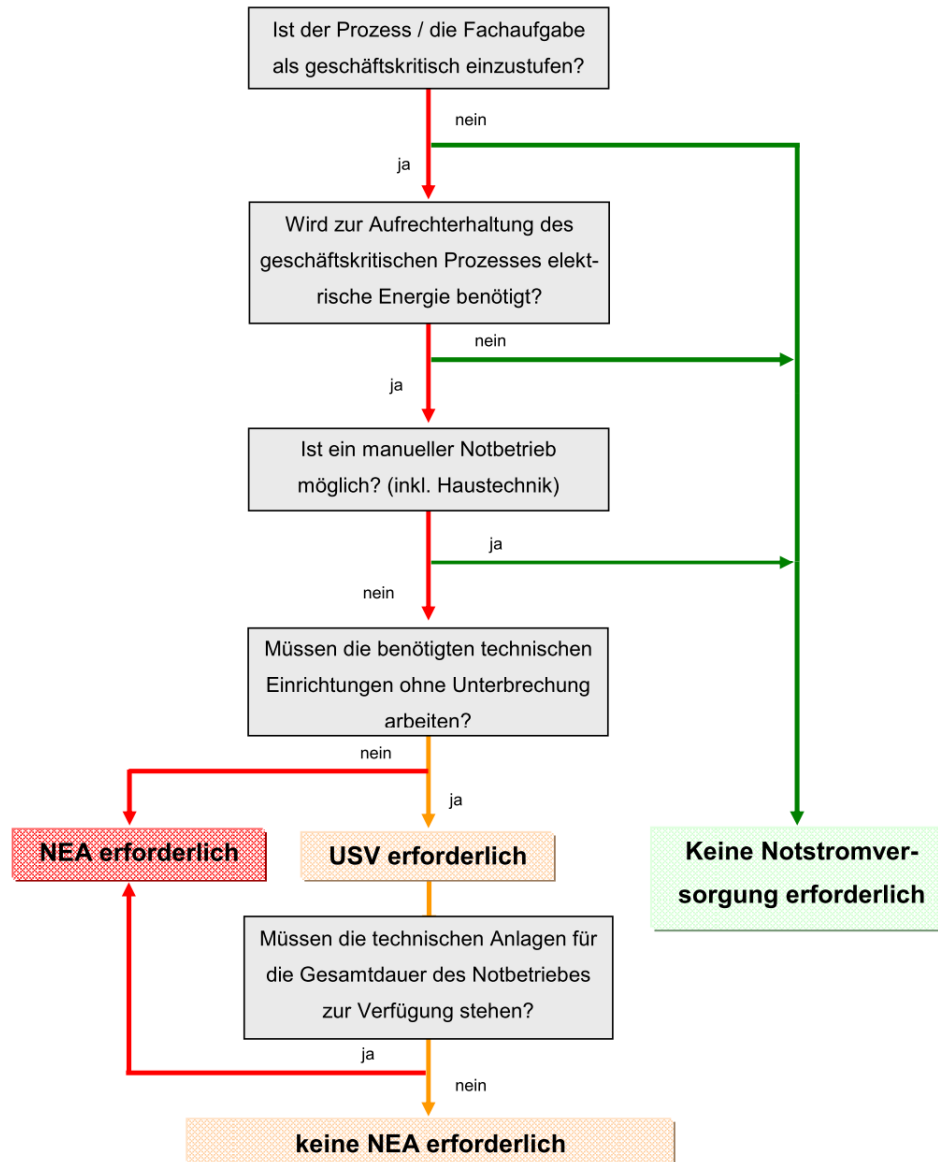 Ist der Prozess / die Fachaufgabe
als geschäftskritisch einzustufen?
nein
ja
Wird zur Aufrechterhaltung des
geschäftskritischen Prozesses elekt-
rische Energie benötigt?
nein
ja
Ist ein manueller Notbetrieb
möglich? (inkl. Haustechnik)
ja
nein
Müssen die benötigten technischen
Einrichtungen ohne Unterbrechung
arbeiten?
nein
ja
NEA erforderlich
USV erforderlich
Keine Notstromver-
sorgung erforderlich
Müssen die technischen Anlagen für
die Gesamtdauer des Notbetriebes
zur Verfügung stehen?
ja
nein
keine NEA erforderlich